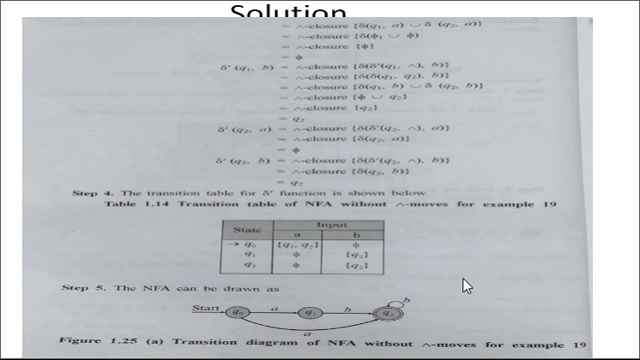 Solution
= ^-closure {δ(q₁, a) ∪ δ (q₂, a)}
= ^-closure {δ(ϕ₁ ∪ ϕ}
= ^-closure {ϕ}
= ϕ
δ' (q₁, b) = ^-closure {δ(δ'(q₁, ^), b)}
= ^-closure {δ(δ(q₁, q₂), b)}
= ^-closure {δ(q₁, b) ∪ δ (q₂, b)}
= ^-closure {ϕ ∪ q₂}
= ^-closure {q₂}
= q₂
δ' (q₂, a) = ^-closure {δ(δ'(q₂, ^), a)}
= ^-closure {δ(q₂, a)}
= ϕ
δ' (q₂, b) = ^-closure {δ(δ'(q₂, ^), b)}
= ^-closure {δ(q₂, b)}
= q₂
Step 4. The transition table for δ' function is shown below.
Table 1.14 Transition table of NFA without ^-moves for example 19
State Input
a b
→ q₀ {q₁, q₂} ϕ
q₁ ϕ {q₂}
q₂ ϕ {q₂}
Step 5. The NFA can be drawn as
Start q₀ a q₁ b q₂ b
a
Figure 1.25 (a) Transition diagram of NFA without ^-moves for example 19